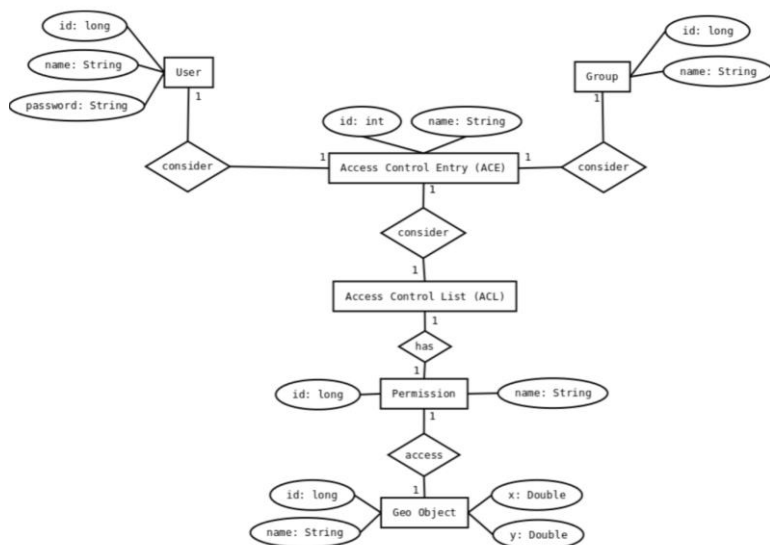 id: long
name: String
password: String
User
1
consider
id: long
name: String
Group
1
consider
id: int
name: String
1
Access Control Entry (ACE)
1
1
consider
1
Access Control List (ACL)
1
has
1
id: long
Permission
name: String
1
access
1
id: long
name: String
Geo Object
x: Double
y: Double